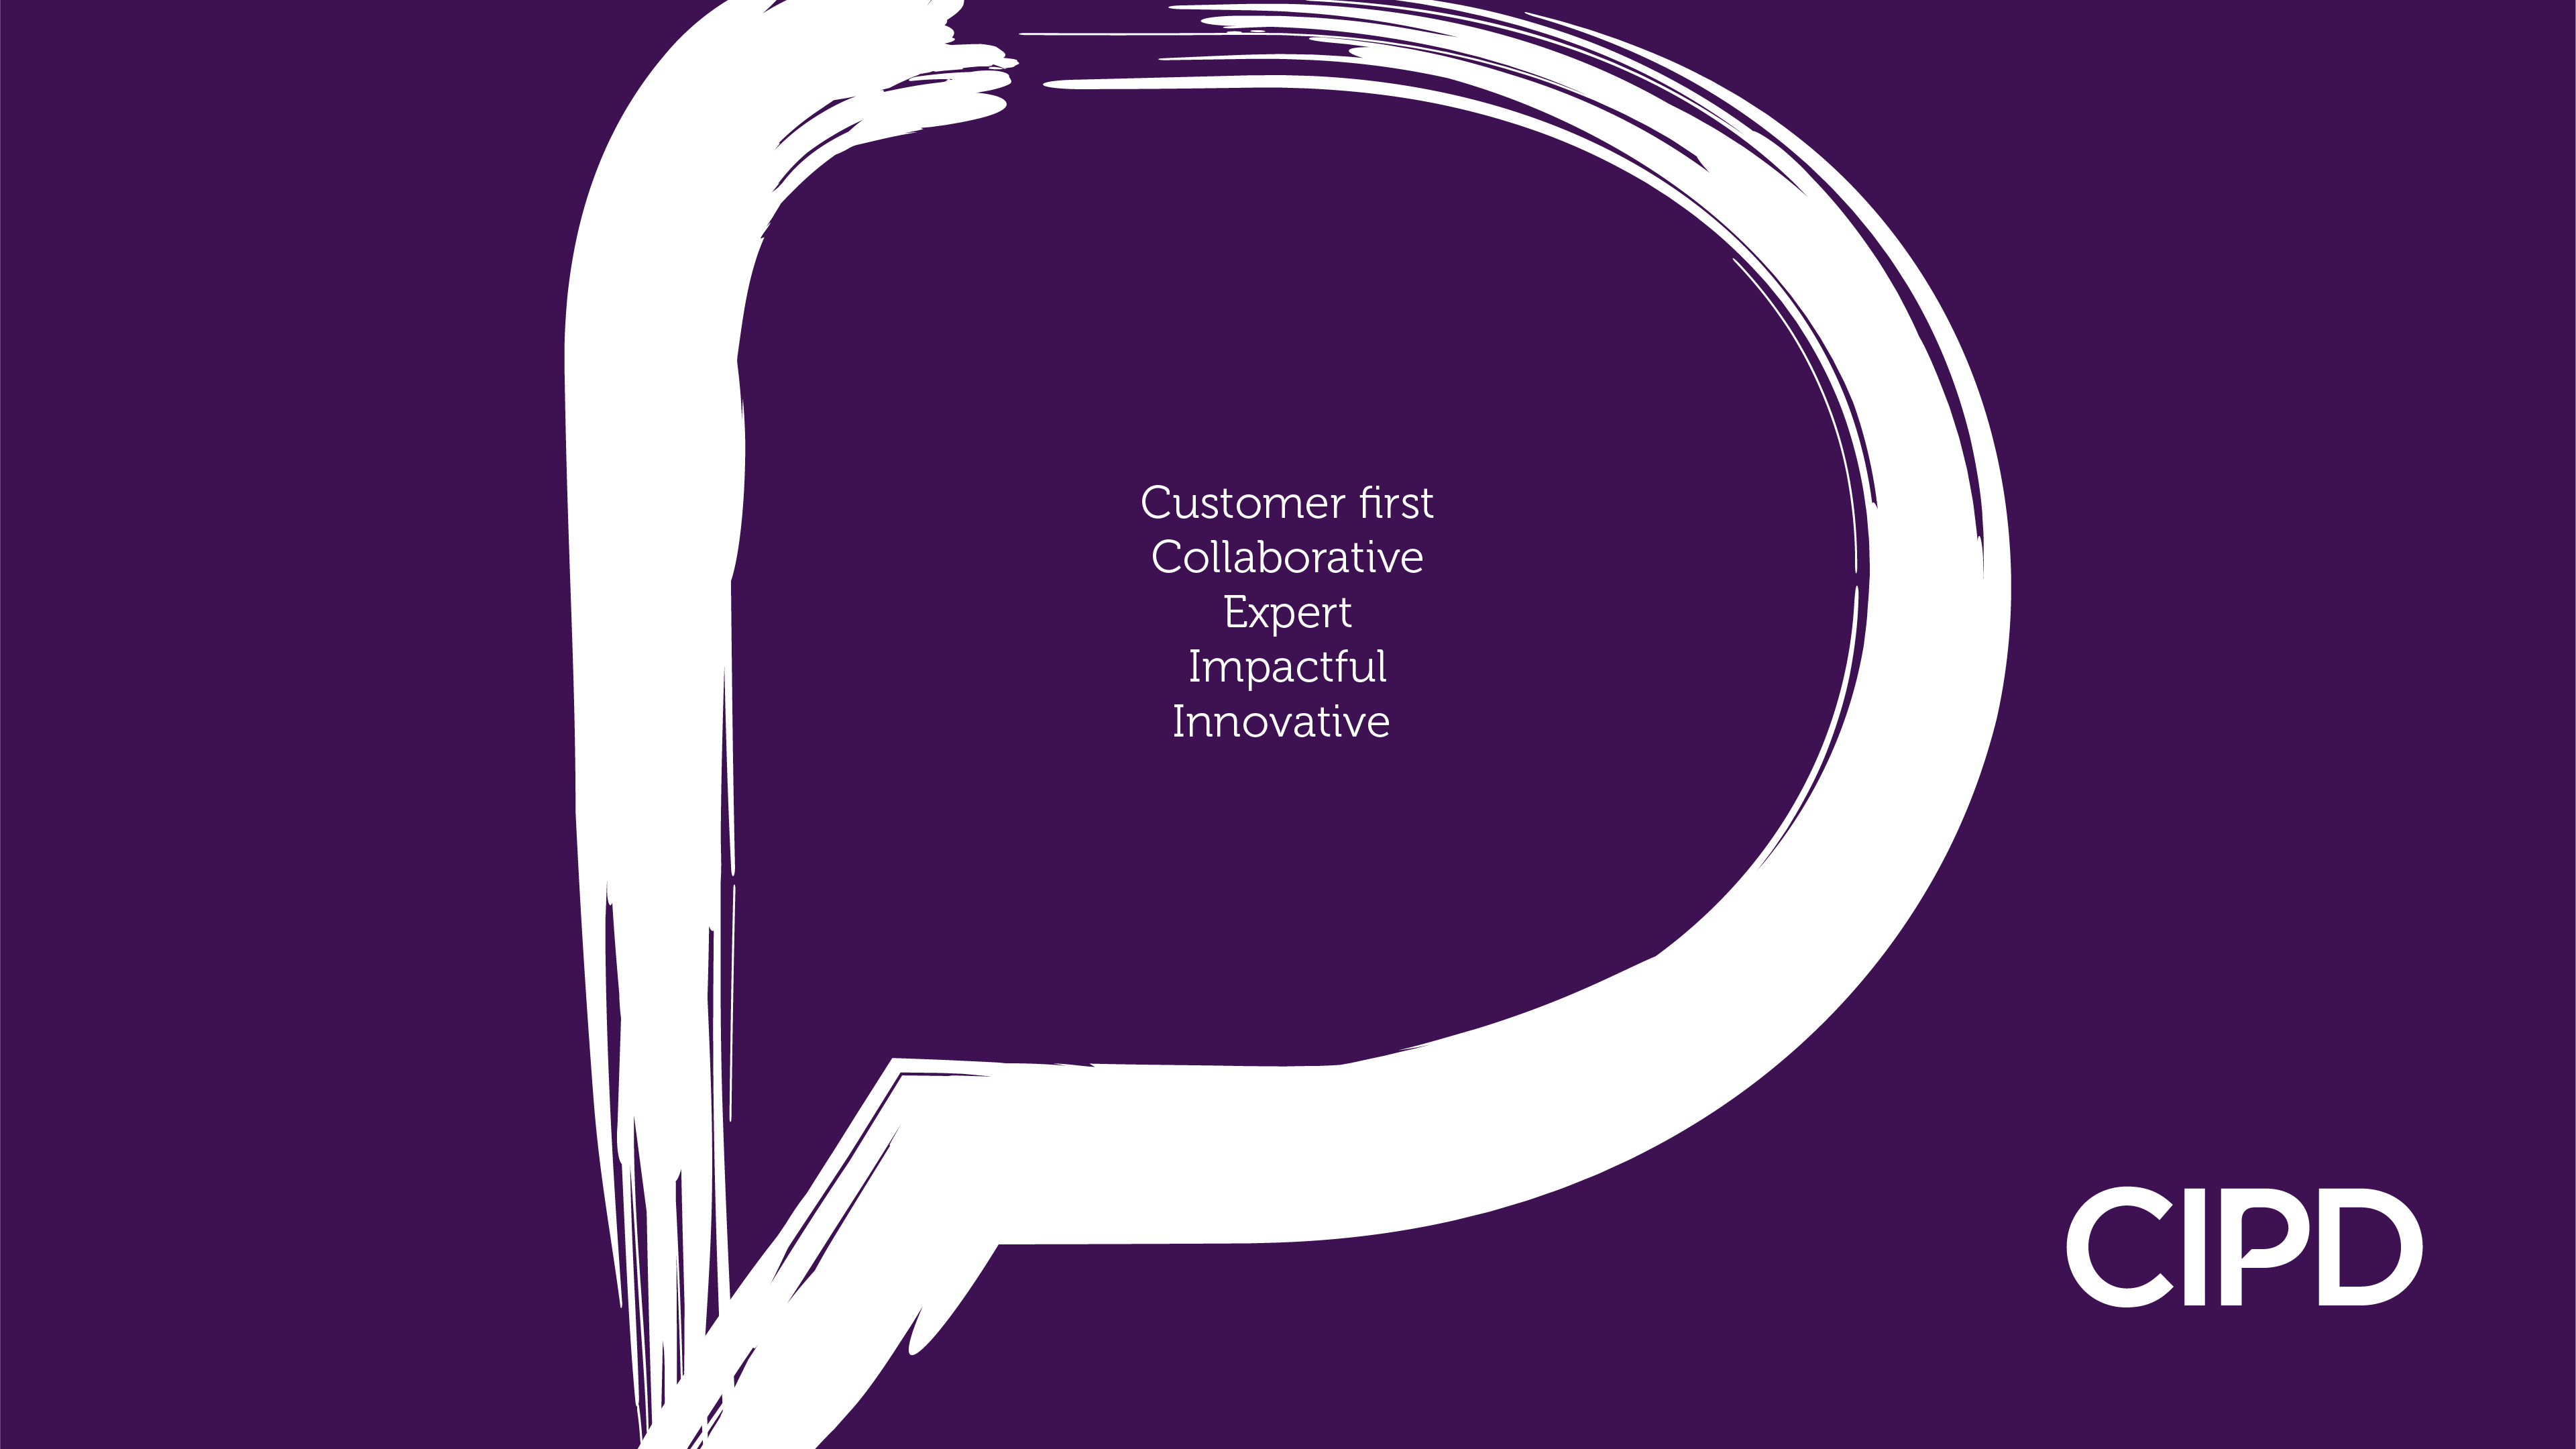 Customer first
Collaborative
Expert
Impactful
Innovative
CIPD